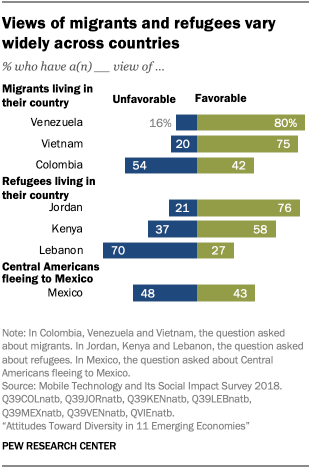 Views of migrants and refugees vary
widely across countries
% who have a(n) __ view of ...
Migrants living in
their country
Unfavorable Favorable
Venezuela 16% 80%
Vietnam 20 75
Colombia 54 42
Refugees living in
their country
Jordan 21 76
Kenya 37 58
Lebanon 70 27
Central Americans
fleeing to Mexico
Mexico 48 43
Note: In Colombia, Venezuela and Vietnam, the question asked
about migrants. In Jordan, Kenya and Lebanon, the question asked
about refugees. In Mexico, the question asked about Central
Americans fleeing to Mexico.
Source: Mobile Technology and Its Social Impact Survey 2018.
Q39COLnatb, Q39JORnatb, Q39KENnatb, Q39LEBnatb,
Q39MEXnatb, Q39VENnatb, QVIEnatb.
“Attitudes Toward Diversity in 11 Emerging Economies”
PEW RESEARCH CENTER